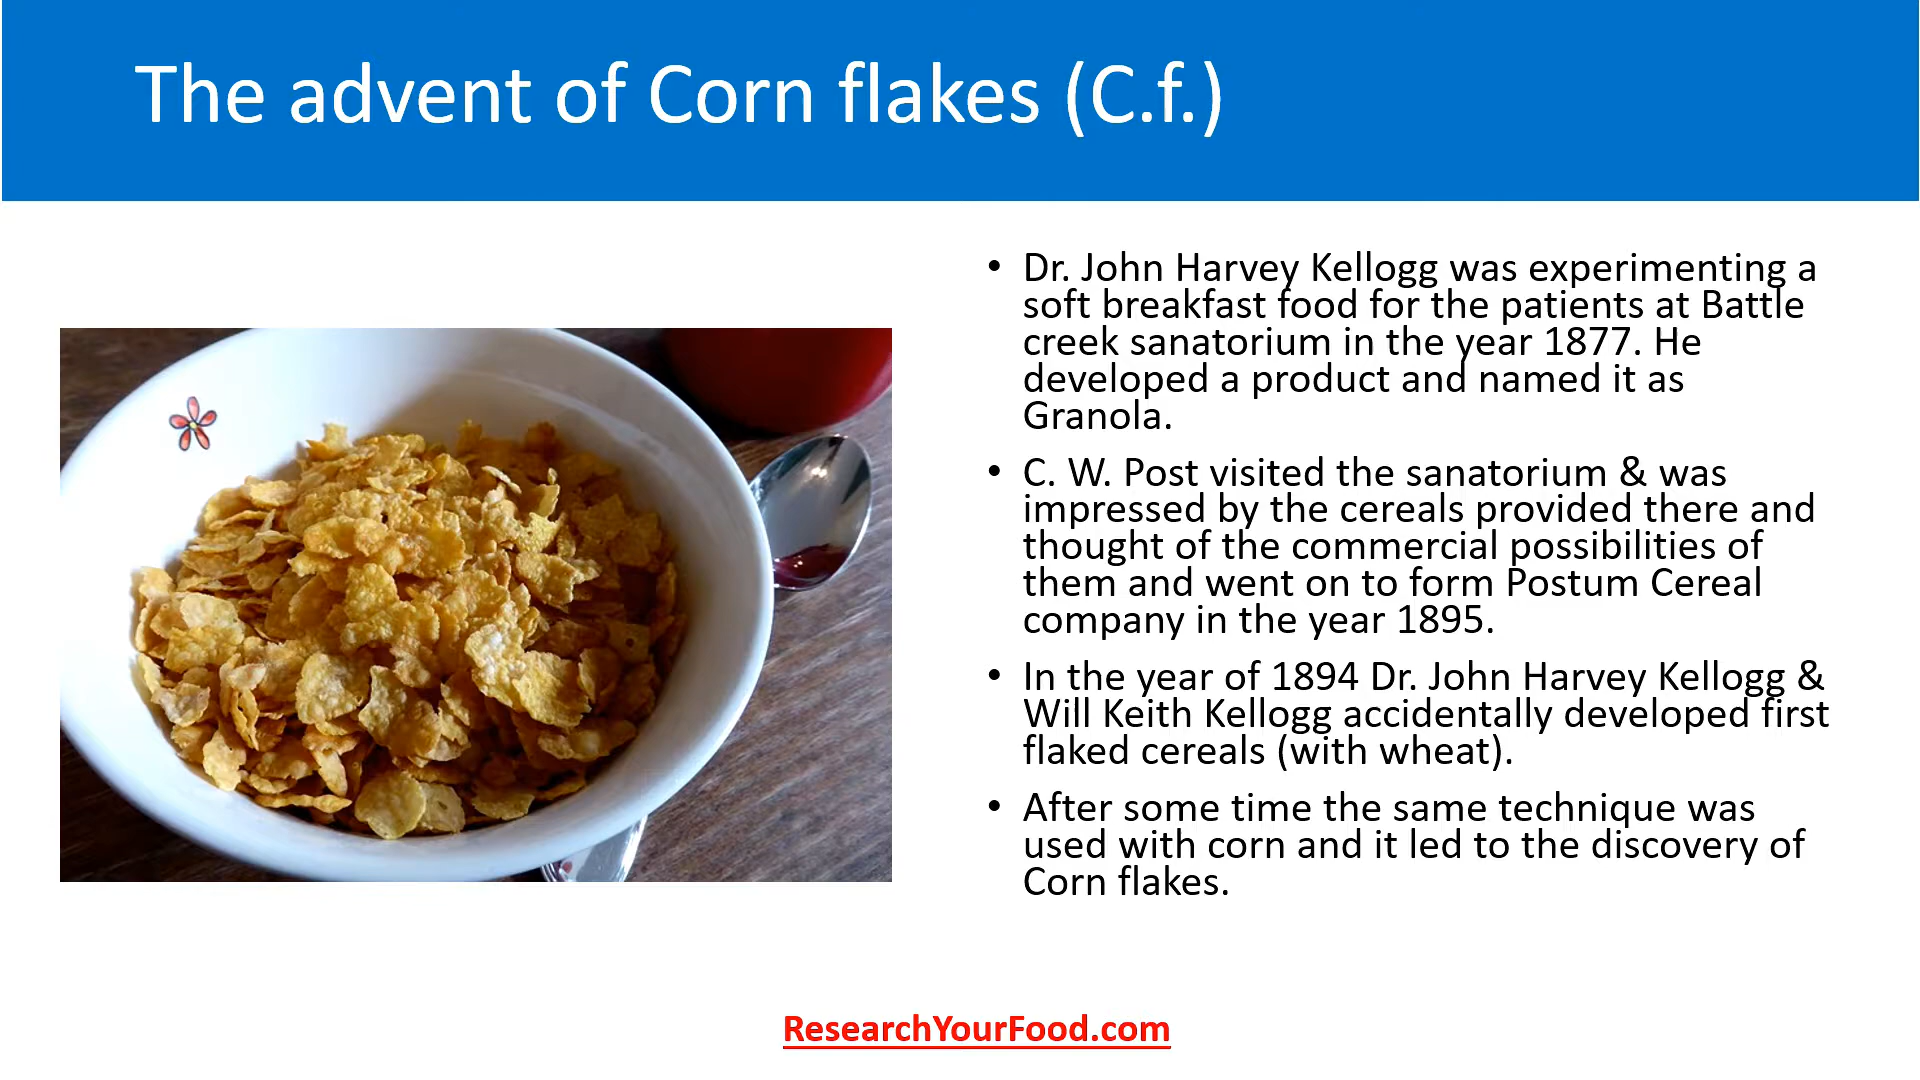 The advent of Corn flakes (C.f.)
• Dr. John Harvey Kellogg was experimenting a
soft breakfast food for the patients at Battle
creek sanatorium in the year 1877. He
developed a product and named it as
Granola.
• C. W. Post visited the sanatorium & was
impressed by the cereals provided there and
thought of the commercial possibilities of
them and went on to form Postum Cereal
company in the year 1895.
• In the year of 1894 Dr. John Harvey Kellogg &
Will Keith Kellogg accidentally developed first
flaked cereals (with wheat).
• After some time the same technique was
used with corn and it led to the discovery of
Corn flakes.
ResearchYourFood.com